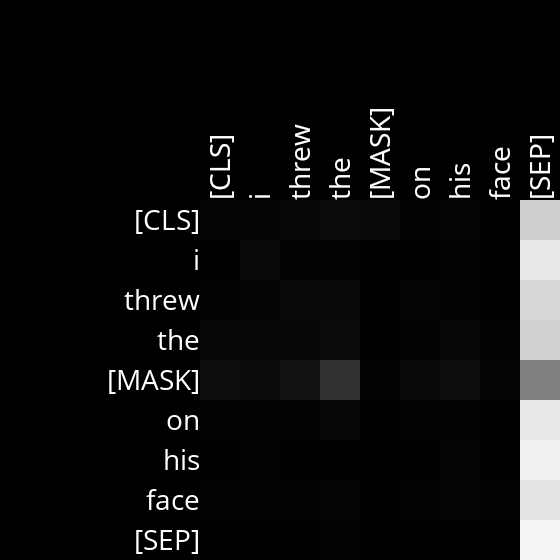 [CLS] i threw the [MASK] on his face [SEP]
[CLS]
i
threw
the
[MASK]
on
his
face
[SEP]